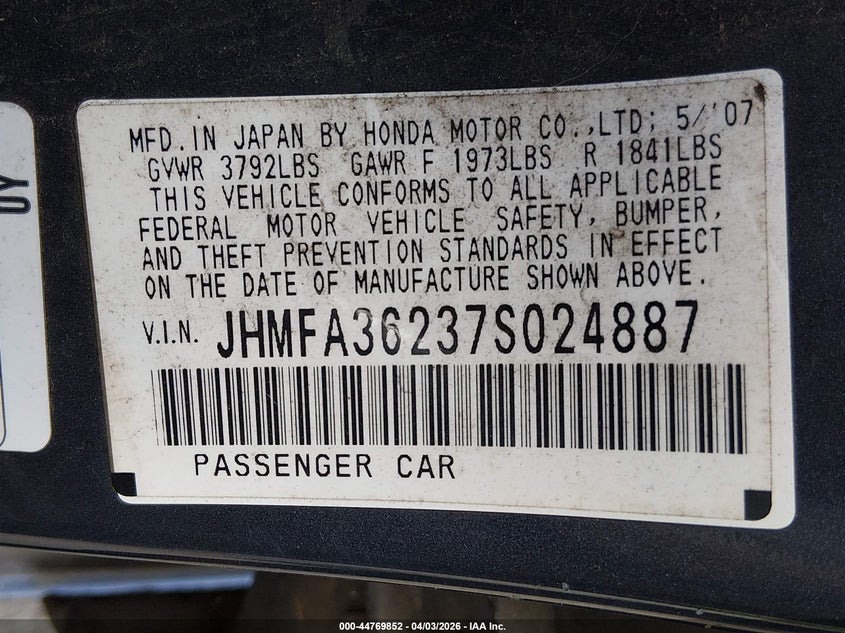 MFD. IN JAPAN BY HONDA MOTOR CO.,LTD; 5/'07
GVWR 3792LBS GAWR F 1973LBS R 1841LBS
THIS VEHICLE CONFORMS TO ALL APPLICABLE
FEDERAL MOTOR VEHICLE SAFETY, BUMPER,
AND THEFT PREVENTION STANDARDS IN EFFECT
ON THE DATE OF MANUFACTURE SHOWN ABOVE.
V.I.N. JHMFA36237S024887
PASSENGER CAR
OY
000-44769852 - 04/03/2026 - IAA Inc.